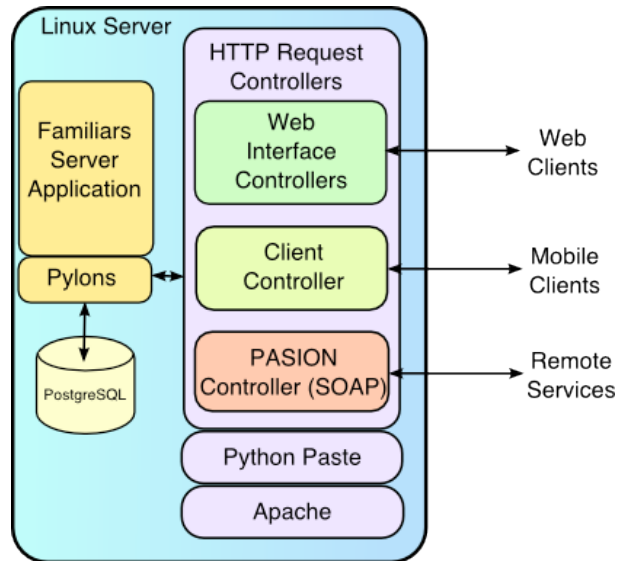 Linux Server
HTTP Request
Controllers
Familiars
Server
Application
Web
Interface
Controllers
Web
Clients
Pylons
Client
Controller
Mobile
Clients
PostgreSQL
PASION
Controller (SOAP)
Remote
Services
Python Paste
Apache